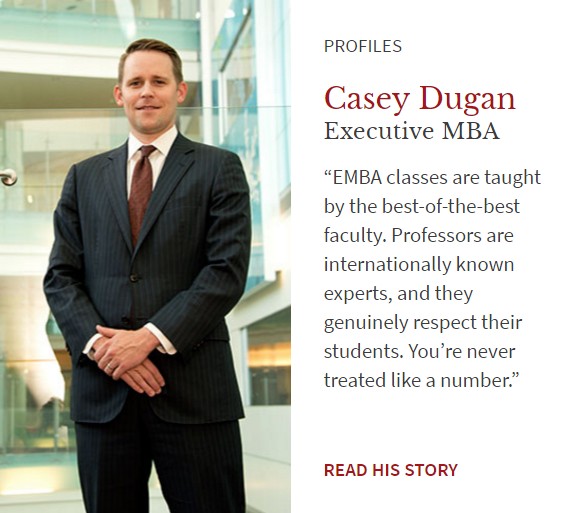 PROFILES
Casey Dugan
Executive MBA
“EMBA classes are taught
by the best-of-the-best
faculty. Professors are
internationally known
experts, and they
genuinely respect their
students. You’re never
treated like a number.”
READ HIS STORY